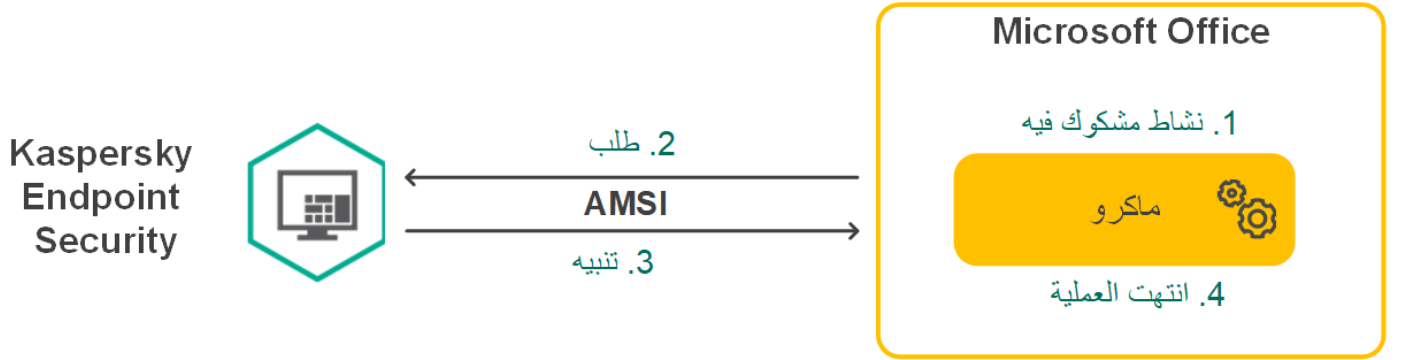 Microsoft Office
1. نشاط مشكوك فيه
ماكرو
4. انتهت العملية
2. طلب
AMSI
3. تنبيه
Kaspersky
Endpoint
Security